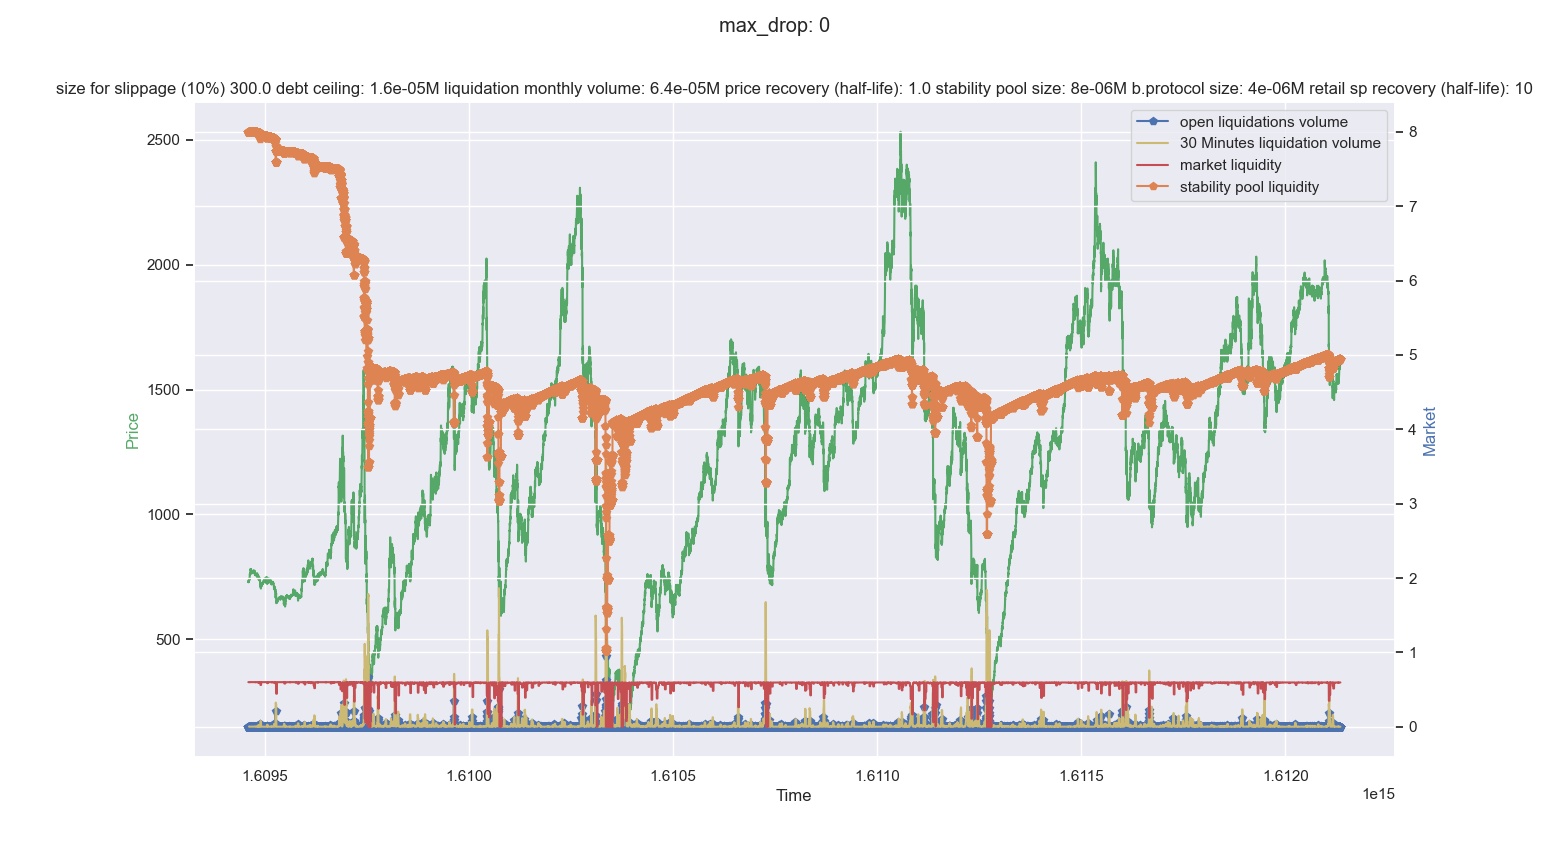 max_drop: 0
size for slippage (10%) 300.0 debt ceiling: 1.6e-05M liquidation monthly volume: 6.4e-05M price recovery (half-life): 1.0 stability pool size: 8e-06M b.protocol size: 4e-06M retail sp recovery (half-life): 10
open liquidations volume
30 Minutes liquidation volume
market liquidity
stability pool liquidity
2500
2000
1500
1000
500
Price
8
7
6
5
4
3
2
1
0
Market
1.6095 1.6100 1.6105 1.6110 1.6115 1.6120
Time
1e15